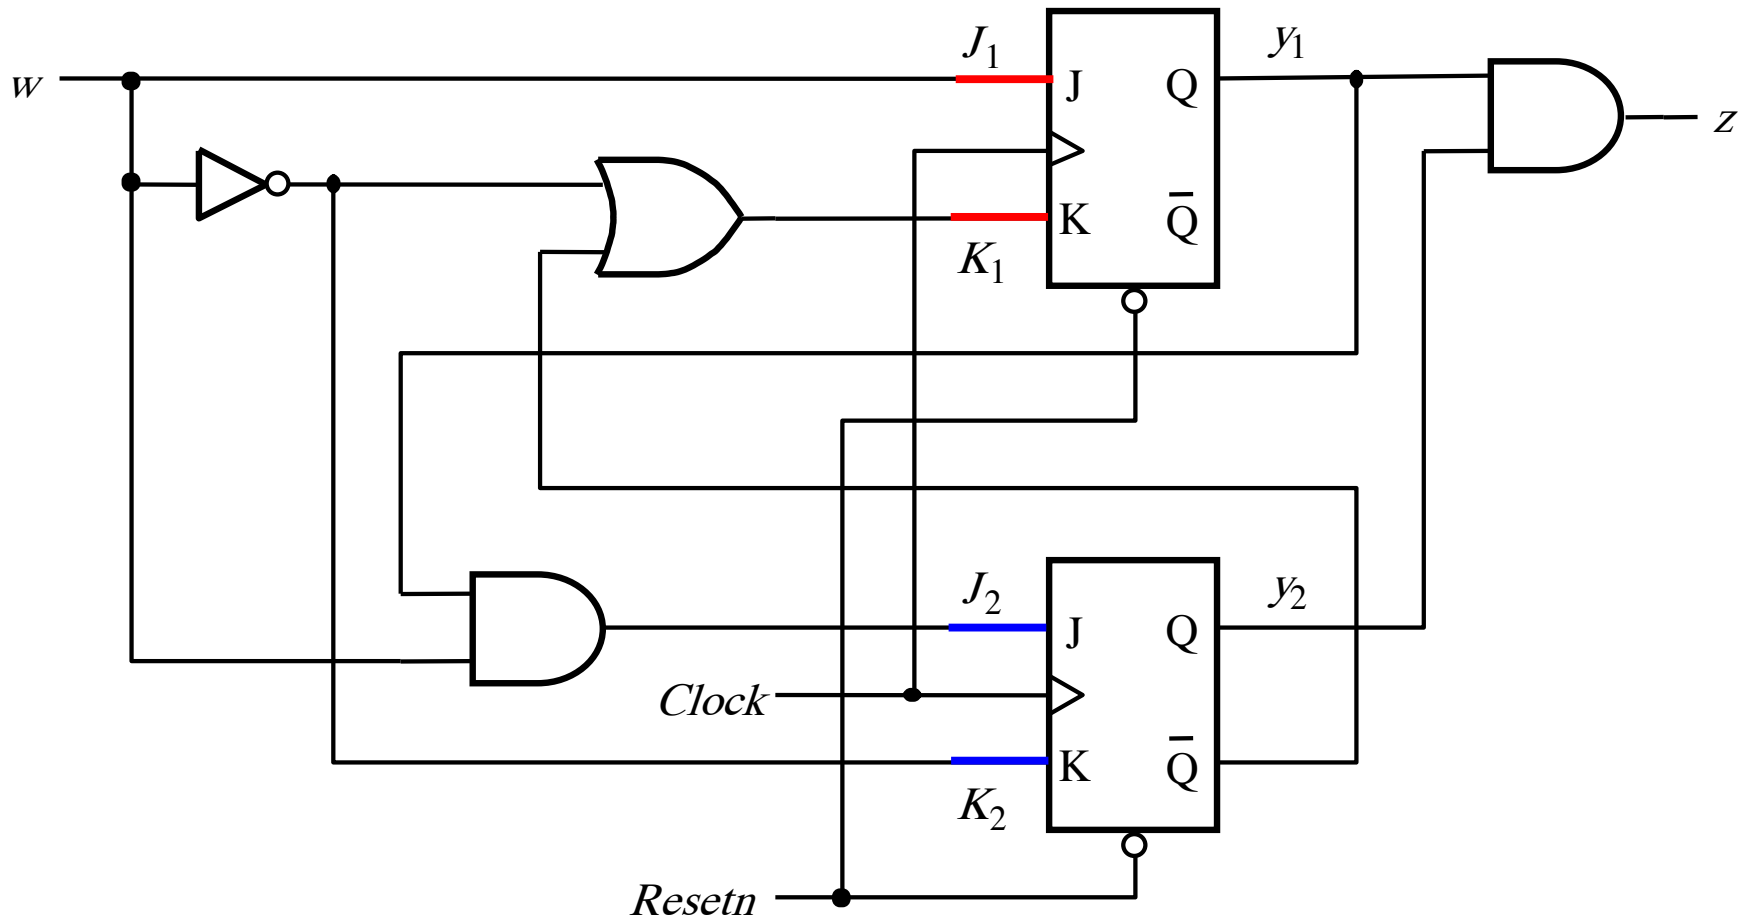 J₁
y₁
w
J
Q
z
K
Q̅
K₁
J₂
y₂
J
Q
Clock
K
Q̅
K₂
Resetn